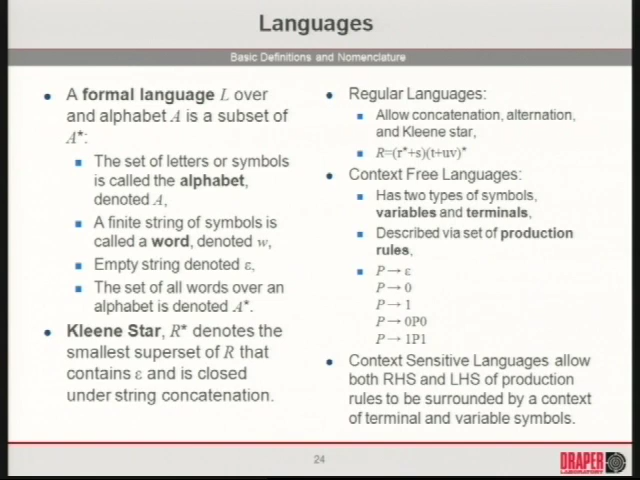 Languages
Basic Definitions and Nomenclature
• A formal language L over
and alphabet A is a subset of
A*:
▪ The set of letters or symbols
is called the alphabet,
denoted A,
▪ A finite string of symbols is
called a word, denoted w,
▪ Empty string denoted ε,
▪ The set of all words over an
alphabet is denoted A*.
• Kleene Star, R* denotes the
smallest superset of R that
contains ε and is closed
under string concatenation.
• Regular Languages:
▪ Allow concatenation, alternation,
and Kleene star,
▪ R=(r*+s)(t+uv)*
• Context Free Languages:
▪ Has two types of symbols,
variables and terminals,
▪ Described via set of production
rules,
▪ P → ε
P → 0
P → 1
P → 0P0
P → 1P1
• Context Sensitive Languages allow
both RHS and LHS of production
rules to be surrounded by a context
of terminal and variable symbols.
24
DRAPER
LABORATORY